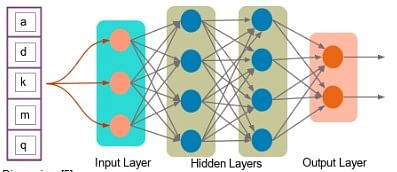 a
d
k
m
q
Input Layer
Hidden Layers
Output Layer